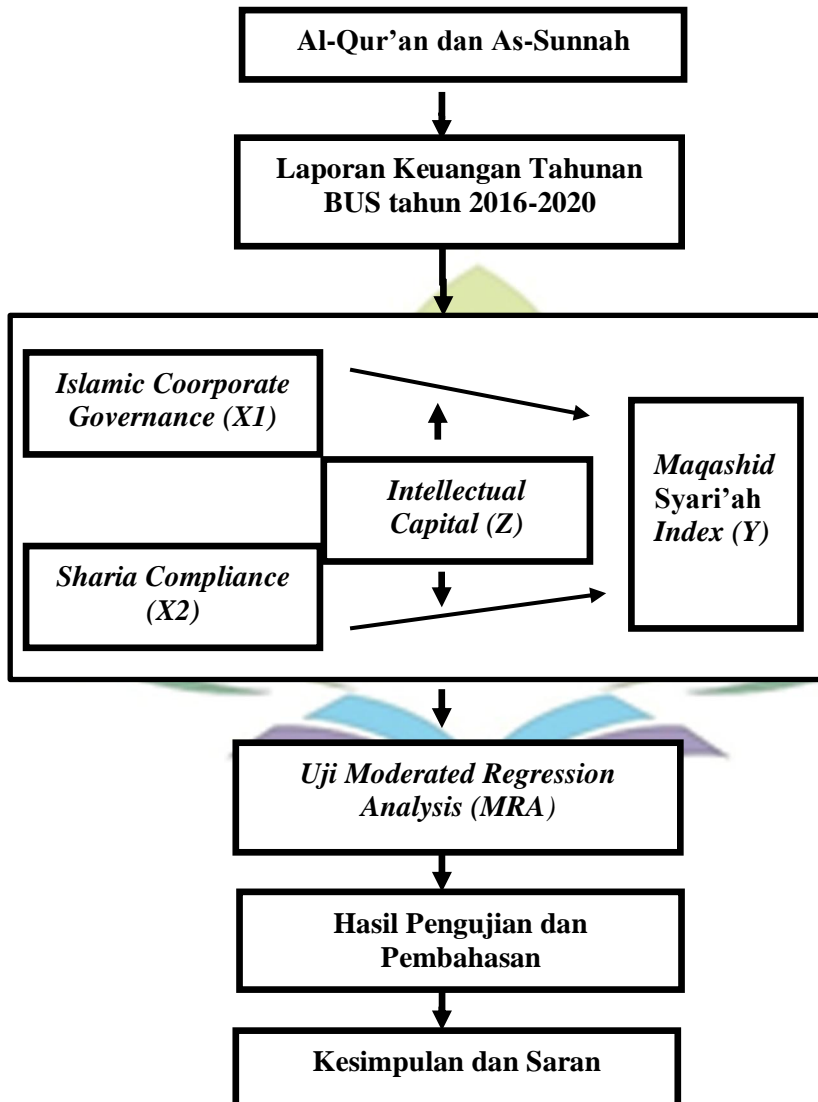 Al-Qur’an dan As-Sunnah
Laporan Keuangan Tahunan
BUS tahun 2016-2020
Islamic Coorporate
Governance (X1)
Intellectual
Capital (Z)
Sharia Compliance
(X2)
Maqashid
Syari’ah
Index (Y)
Uji Moderated Regression
Analysis (MRA)
Hasil Pengujian dan
Pembahasan
Kesimpulan dan Saran